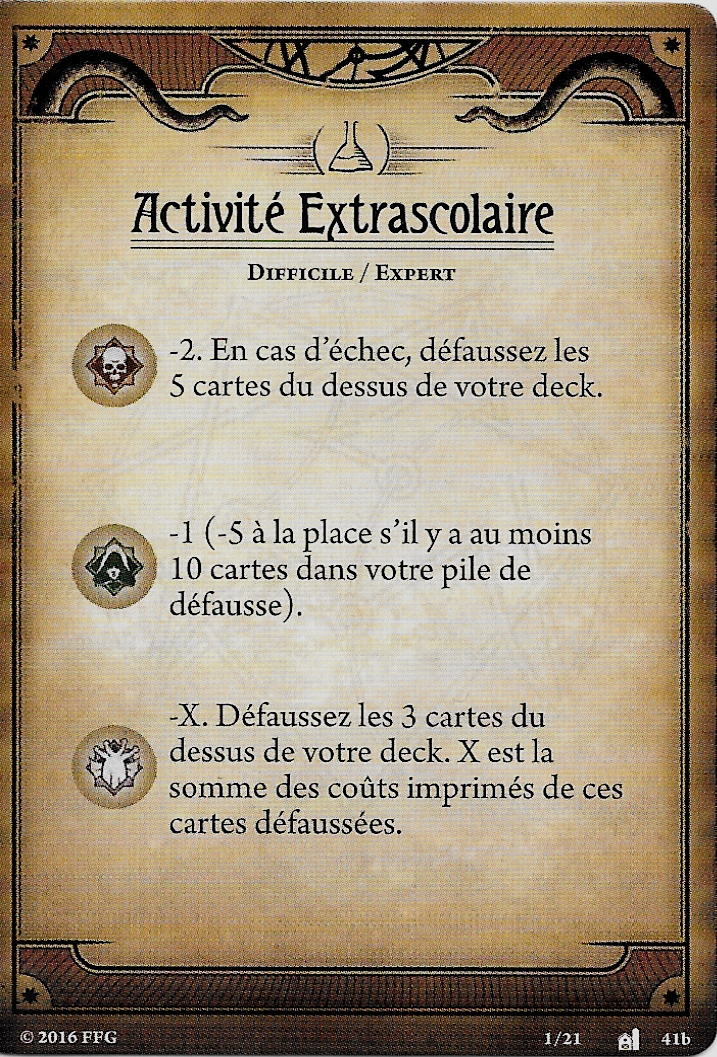 Activité Extrascolaire
Difficile / Expert
-2. En cas d’échec, défaussez les
5 cartes du dessus de votre deck.
-1 (-5 à la place s’il y a au moins
10 cartes dans votre pile de
défausse).
-X. Défaussez les 3 cartes du
dessus de votre deck. X est la
somme des coûts imprimés de ces
cartes défaussées.
© 2016 FFG
1/21
41b